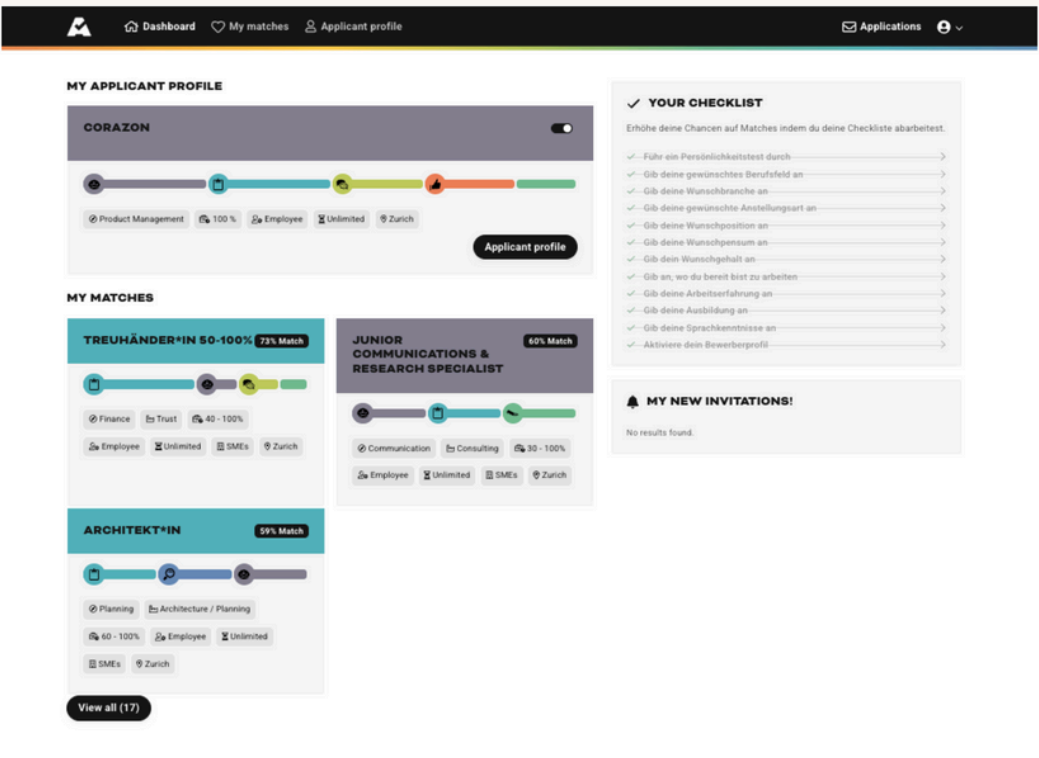 Dashboard My matches Applicant profile Applications
MY APPLICANT PROFILE
CORAZON
Product Management 100 % Employee Unlimited Zurich
Applicant profile
MY MATCHES
TREUHÄNDER*IN 50-100% 73% Match
Finance Trust 40 - 100%
Employee Unlimited SMEs Zurich
JUNIOR 60% Match
COMMUNICATIONS &
RESEARCH SPECIALIST
Communication Consulting 30 - 100%
Employee Unlimited SMEs Zurich
ARCHITEKT*IN 59% Match
Planning Architecture / Planning
60 - 100% Employee Unlimited
SMEs Zurich
View all (17)
YOUR CHECKLIST
Erhöhe deine Chancen auf Matches indem du deine Checkliste abarbeitest.
Führ ein Persönlichkeitstest durch
Gib deine gewünschtes Berufsfeld an
Gib deine Wunschbranche an
Gib deine gewünschte Anstellungsart an
Gib deine Wunschposition an
Gib deine Wunschpensum an
Gib dein Wunschgehalt an
Gib an, wo du bereit bist zu arbeiten
Gib deine Arbeitserfahrung an
Gib deine Ausbildung an
Gib deine Sprachkenntnisse an
Aktiviere dein Bewerberprofil
MY NEW INVITATIONS!
No results found.